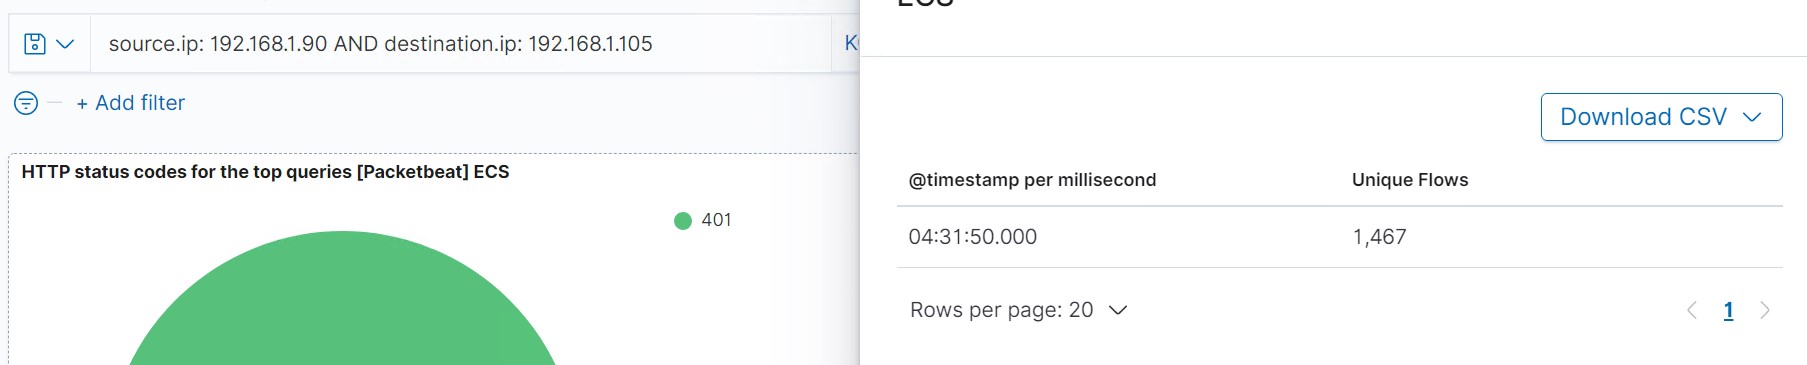 source.ip: 192.168.1.90 AND destination.ip: 192.168.1.105
+ Add filter
HTTP status codes for the top queries [Packetbeat] ECS
401
ECS
Download CSV
@timestamp per millisecond Unique Flows
04:31:50.000 1,467
Rows per page: 20
1